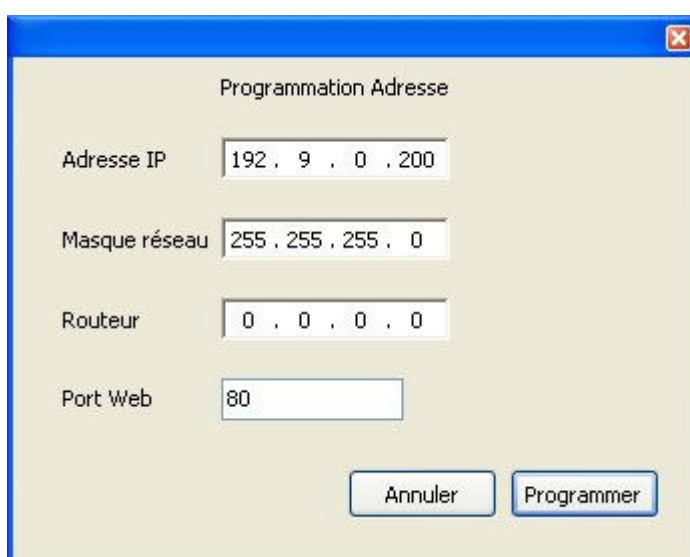 Programmation Adresse
Adresse IP 192 . 9 . 0 . 200
Masque réseau 255 . 255 . 255 . 0
Routeur 0 . 0 . 0 . 0
Port Web 80
Annuler Programmer